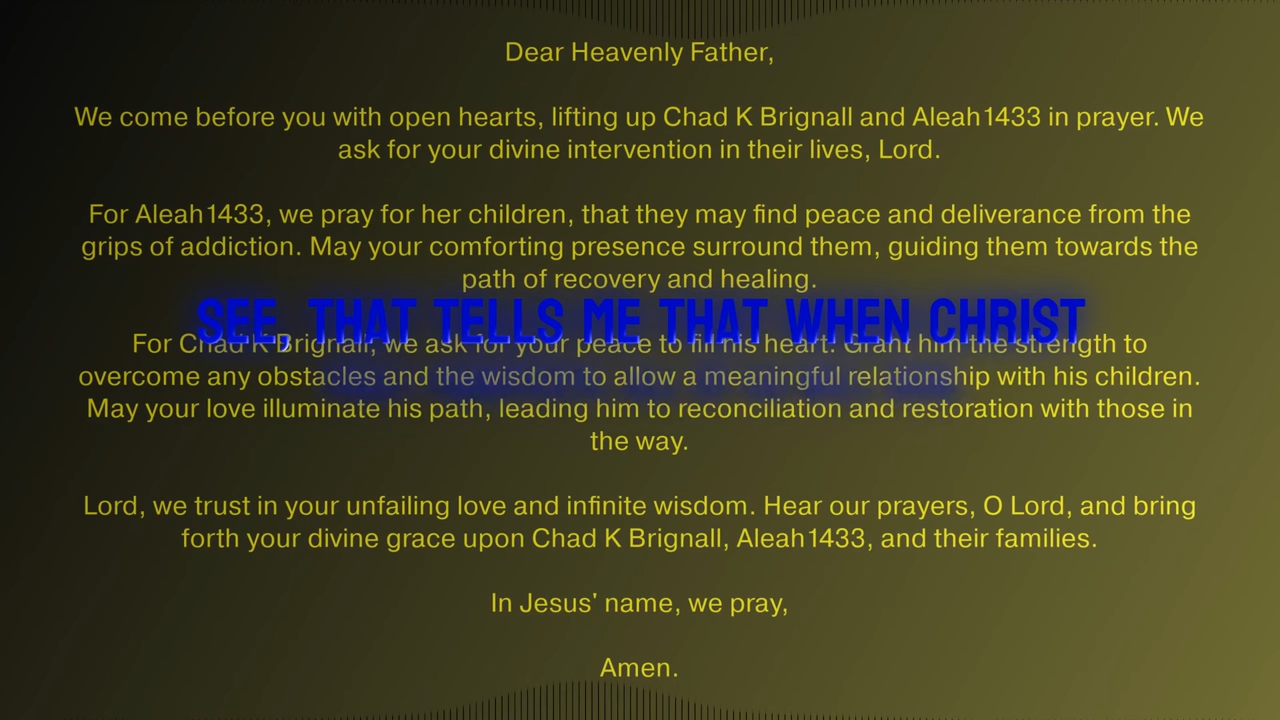 Dear Heavenly Father,
We come before you with open hearts, lifting up Chad K Brignall and Aleah1433 in prayer. We
ask for your divine intervention in their lives, Lord.
For Aleah1433, we pray for her children, that they may find peace and deliverance from the
grips of addiction. May your comforting presence surround them, guiding them towards the
path of recovery and healing.
SEE, THAT TELLS ME THAT WHEN CHRIST
For Chad K Brignall, we ask for your peace to fill his heart. Grant him the strength to
overcome any obstacles and the wisdom to allow a meaningful relationship with his children.
May your love illuminate his path, leading him to reconciliation and restoration with those in
the way.
Lord, we trust in your unfailing love and infinite wisdom. Hear our prayers, O Lord, and bring
forth your divine grace upon Chad K Brignall, Aleah1433, and their families.
In Jesus' name, we pray,
Amen.